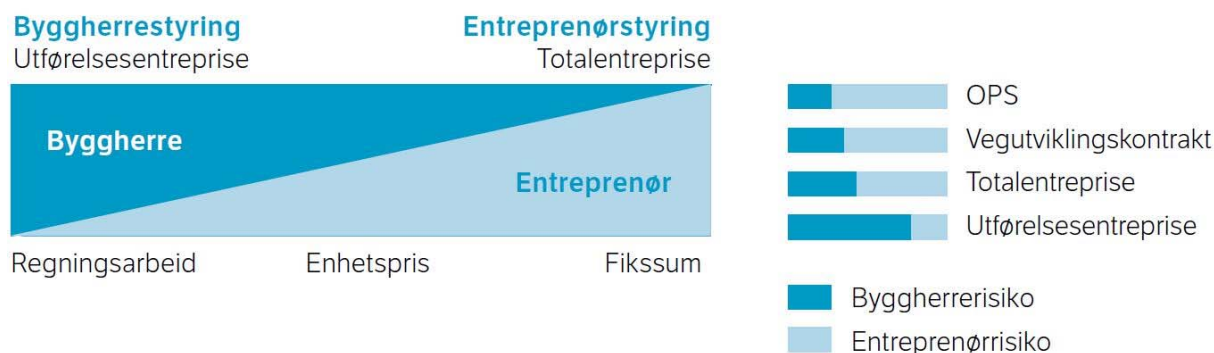 Byggherrestyring
Utførelsesentreprise
Entreprenørstyring
Totalentreprise
Byggherre
Entreprenør
Regningsarbeid
Enhetspris
Fikssum
OPS
Vegutviklingskontrakt
Totalentreprise
Utførelsesentreprise
Byggherrerisiko
Entreprenørrisiko